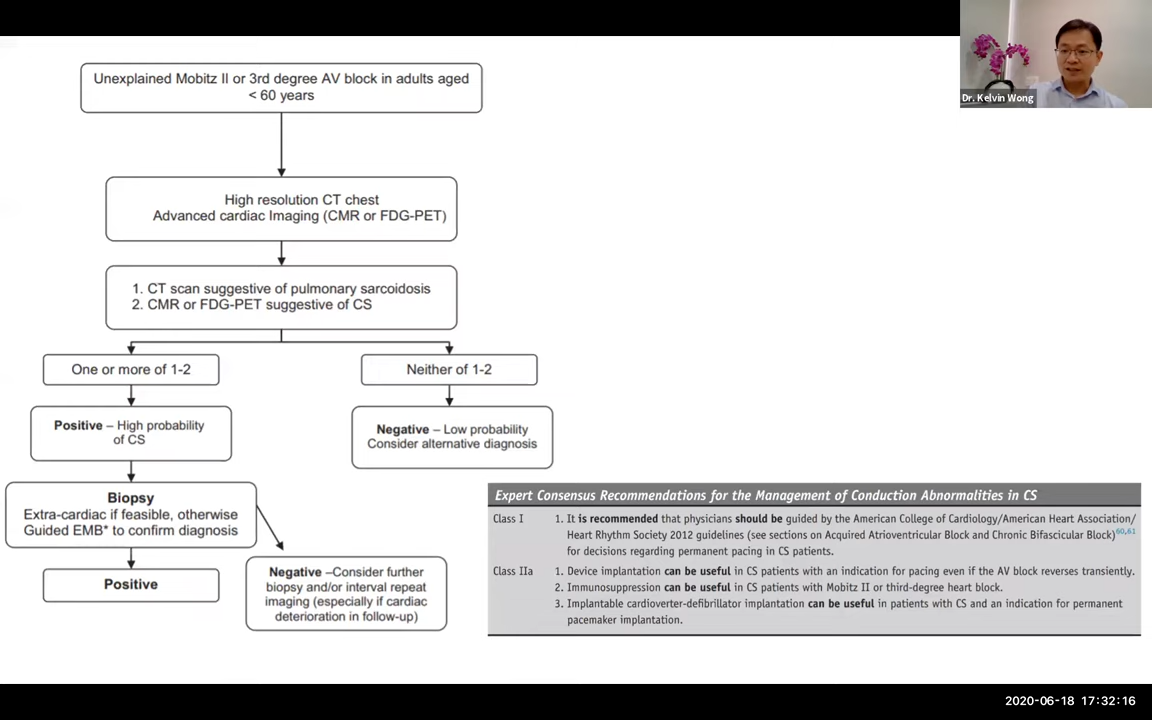 Dr. Kelvin Wong
Unexplained Mobitz II or 3rd degree AV block in adults aged
< 60 years
High resolution CT chest
Advanced cardiac Imaging (CMR or FDG-PET)
1. CT scan suggestive of pulmonary sarcoidosis
2. CMR or FDG-PET suggestive of CS
One or more of 1-2
Neither of 1-2
Positive – High probability
of CS
Negative – Low probability
Consider alternative diagnosis
Biopsy
Extra-cardiac if feasible, otherwise
Guided EMB* to confirm diagnosis
Positive
Negative –Consider further
biopsy and/or interval repeat
imaging (especially if cardiac
deterioration in follow-up)
Expert Consensus Recommendations for the Management of Conduction Abnormalities in CS
Class I 1. It is recommended that physicians should be guided by the American College of Cardiology/American Heart Association/
Heart Rhythm Society 2012 guidelines (see sections on Acquired Atrioventricular Block and Chronic Bifascicular Block)60,61
for decisions regarding permanent pacing in CS patients.
Class IIa 1. Device implantation can be useful in CS patients with an indication for pacing even if the AV block reverses transiently.
2. Immunosuppression can be useful in CS patients with Mobitz II or third-degree heart block.
3. Implantable cardioverter-defibrillator implantation can be useful in patients with CS and an indication for permanent
pacemaker implantation.
2020-06-18 17:32:16